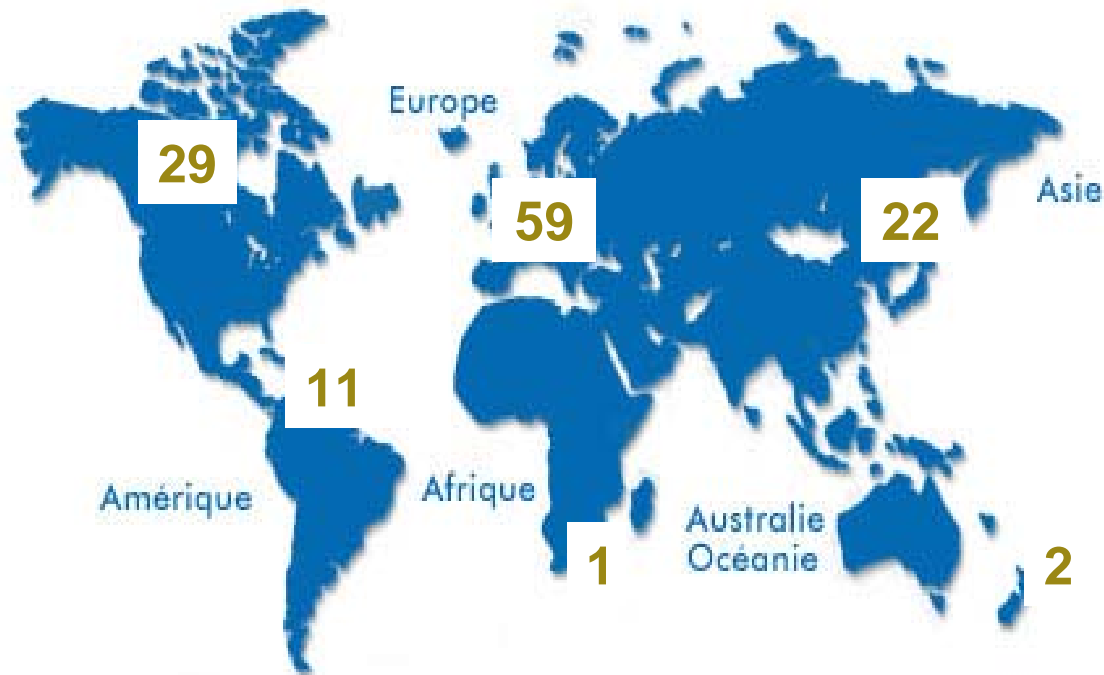 Europe
29
Asie
59
22
11
Amérique
Afrique
Australie
Océanie
1
2